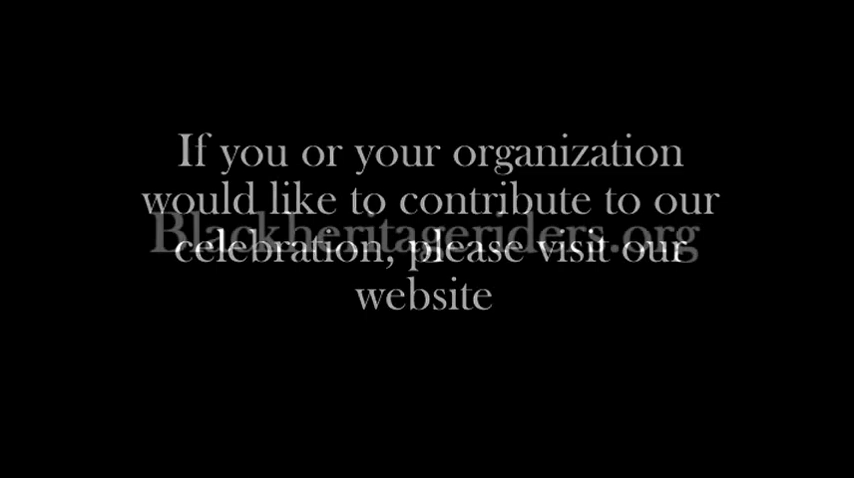 If you or your organization
would like to contribute to our
Blackheritageriders.org
celebration, please visit our
website